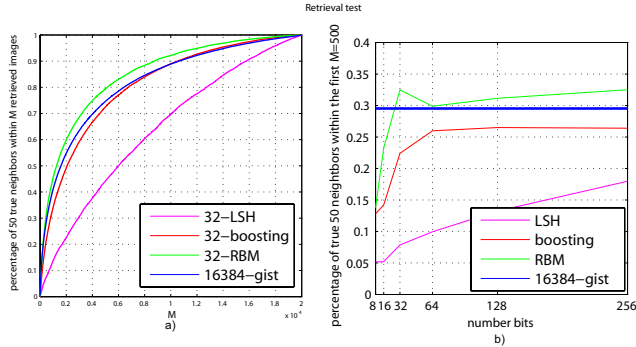 Retrieval test
percentage of 50 true neighbors within M retrieved images
1
0.9
0.8
0.7
0.6
0.5
0.4
0.3
0.2
0.1
0
0 0.2 0.4 0.6 0.8 1 1.2 1.4 1.6 1.8 2
x 10⁴
M
a)
32-LSH
32-boosting
32-RBM
16384-gist
percentage of true 50 neighbors within the first M=500
0.4
0.35
0.3
0.25
0.2
0.15
0.1
0.05
0
8 16 32 64 128 256
number bits
b)
LSH
boosting
RBM
16384-gist